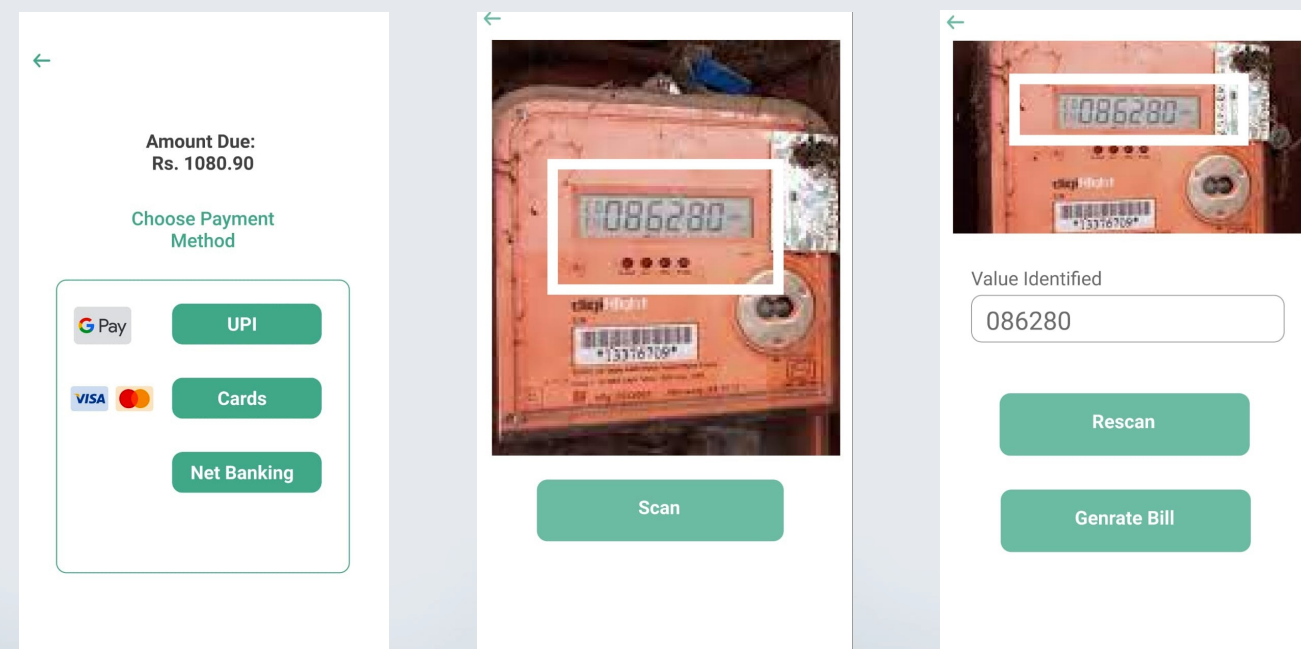 Amount Due:
Rs. 1080.90
Choose Payment
Method
G Pay
UPI
VISA
Cards
Net Banking
086280
*13376709*
Scan
086280
*13376709*
Value Identified
086280
Rescan
Genrate Bill